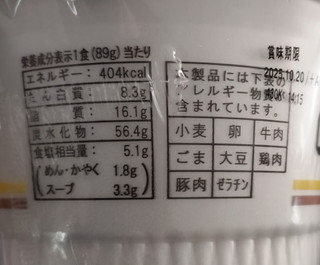 栄養成分表示1食(89g)当たり
エネルギー: 404kcal
たん白質: 8.3g
脂質: 16.1g
炭水化物: 56.4g
食塩相当量: 5.1g
(めん・かやく 1.8g)
(スープ 3.3g)
賞味期限
2025.10.20
本製品には下表の
アレルギー物質が
含まれています。
小麦 卵 牛肉
ごま 大豆 鶏肉
豚肉 ゼラチン